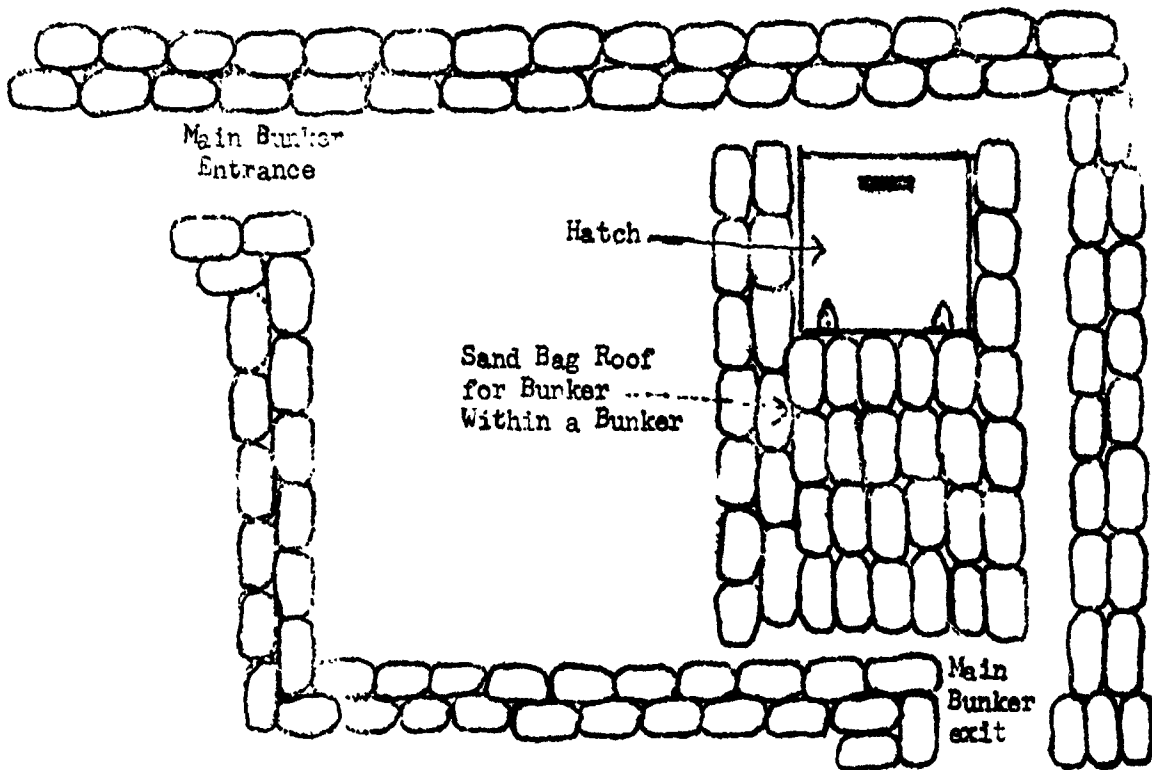 Main Bunker
Entrance
Hatch
Sand Bag Roof
for Bunker
Within a Bunker
Main
Bunker
exit